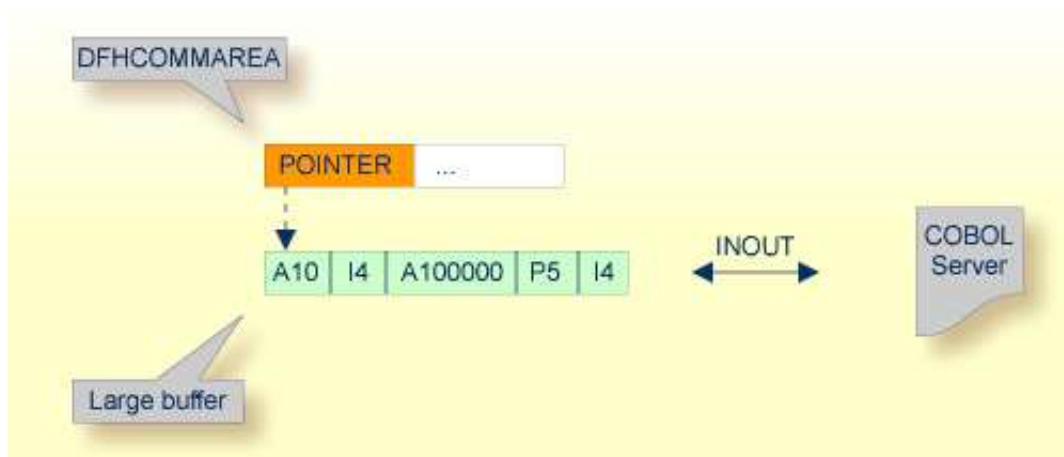 DFHCOMMAREA
POINTER ...
A10 I4 A100000 P5 I4
INOUT
COBOL
Server
Large buffer